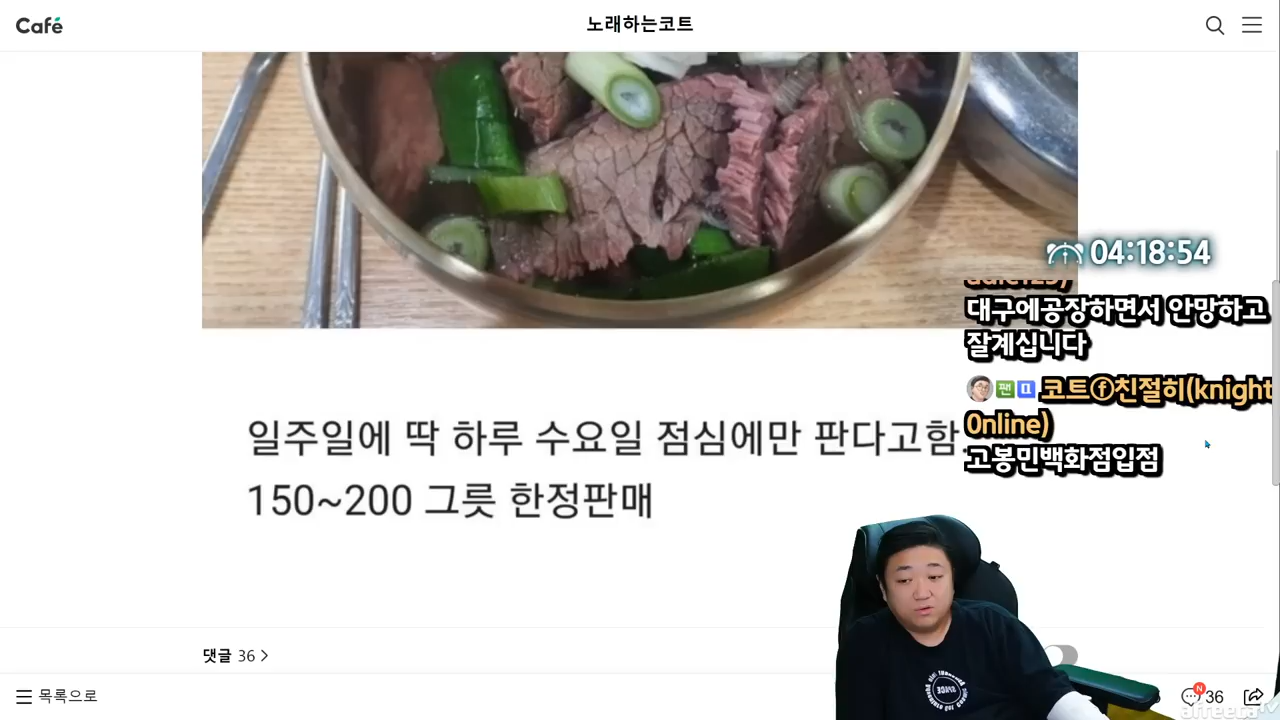 Café
노래하는코트
04:18:54
대구에공장하면서 안망하고
잘계십니다
팬 코트ⓕ친절히(knight
0nline)
고봉민백화점입점
일주일에 딱 하루 수요일 점심에만 판다고함.
150~200 그릇 한정판매
댓글 36
목록으로
N
36
afreecaTV